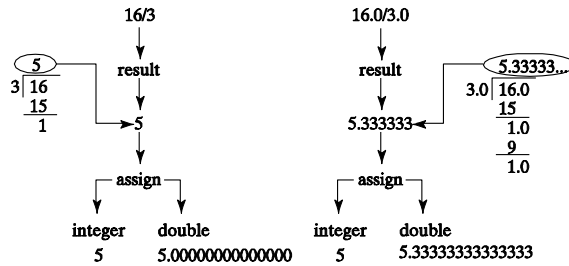 16/3
result
5
3 16
15
1
5
assign
integer double
5 5.00000000000000
16.0/3.0
result
5.33333...
3.0 16.0
15
1.0
9
1.0
5.333333
assign
integer double
5 5.33333333333333